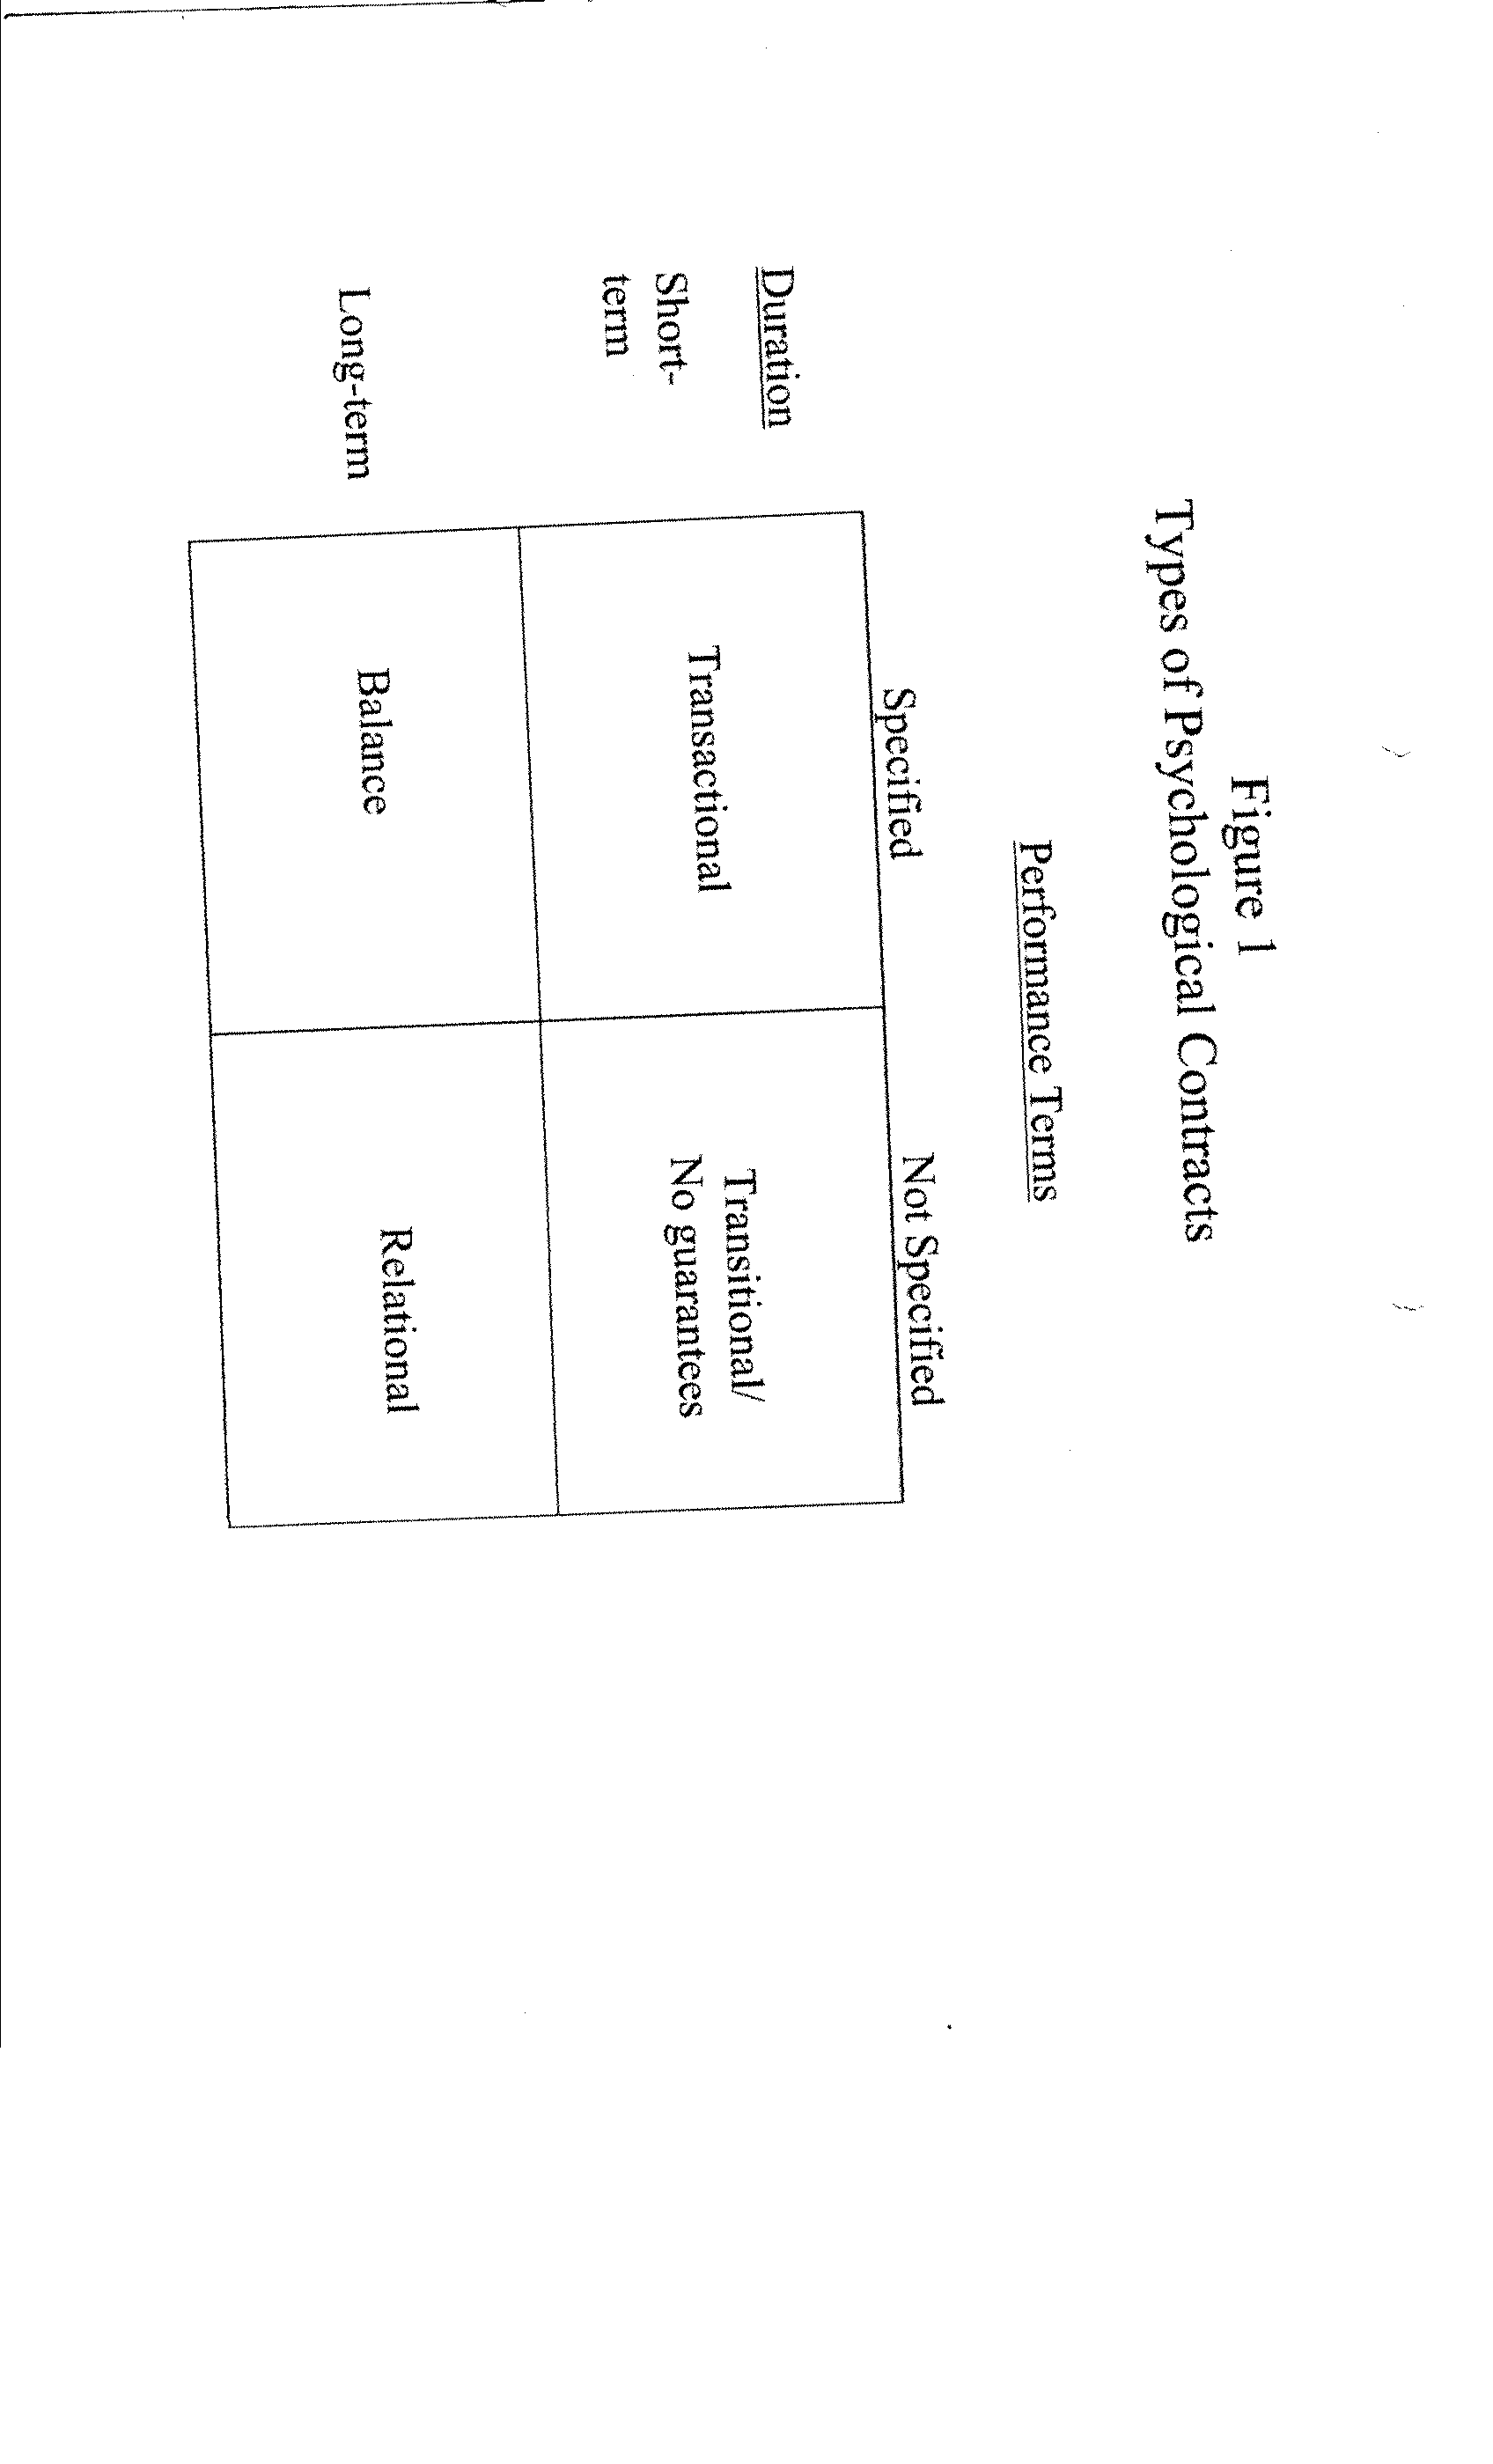 Figure 1
Types of Psychological Contracts
Performance Terms
Specified
Not Specified
Duration
Short-
term
Transactional
Transitional/
No guarantees
Long-term
Balance
Relational